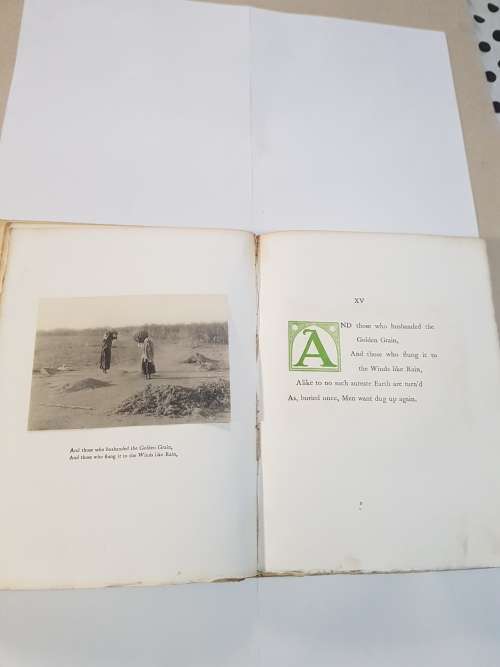 And those who husbanded the Golden Grain,
And those who flung it to the Winds like Rain,
XV
AND those who husbanded the
Golden Grain,
And those who flung it to
the Winds like Rain,
Alike to no such aureate Earth are turn'd
As, buried once, Men want dug up again.